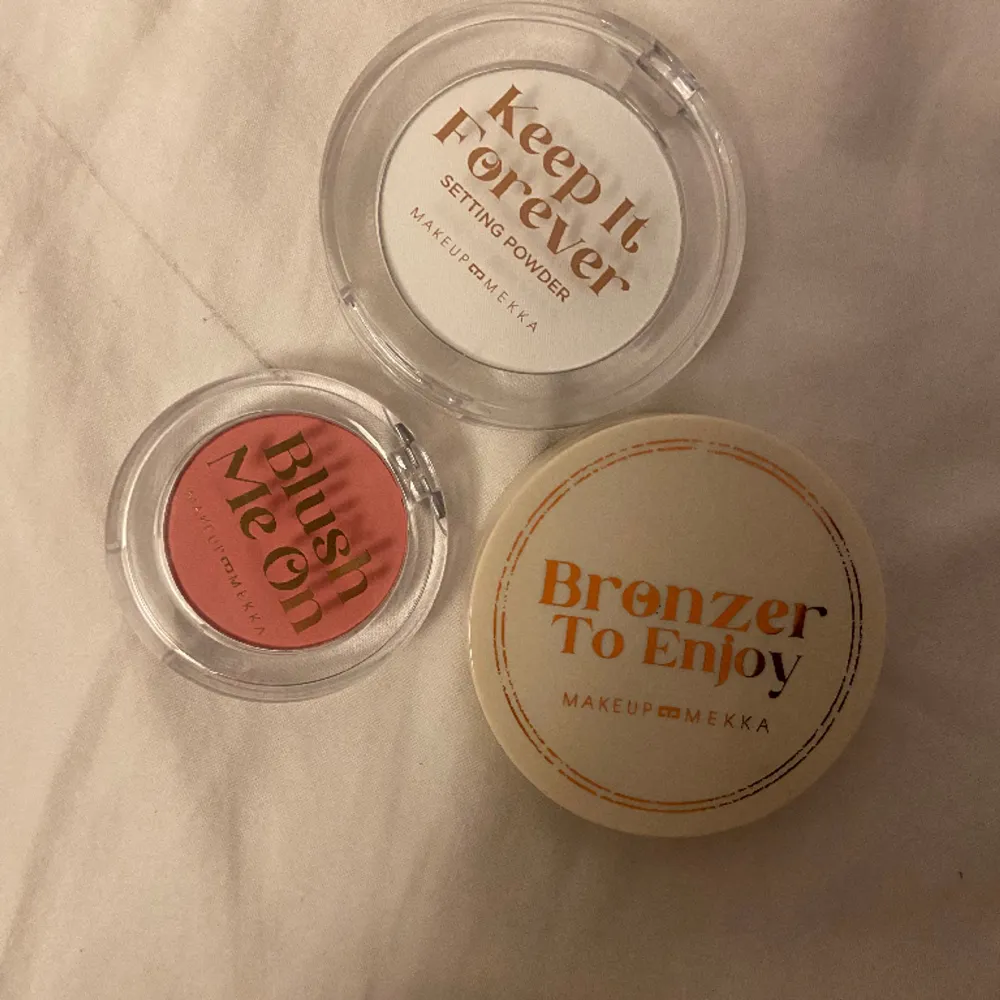 Keep It
Forever
SETTING POWDER
MAKEUP MEKKA
Blush
Me On
MAKEUP MEKKA
Bronzer
To Enjoy
MAKEUP MEKKA